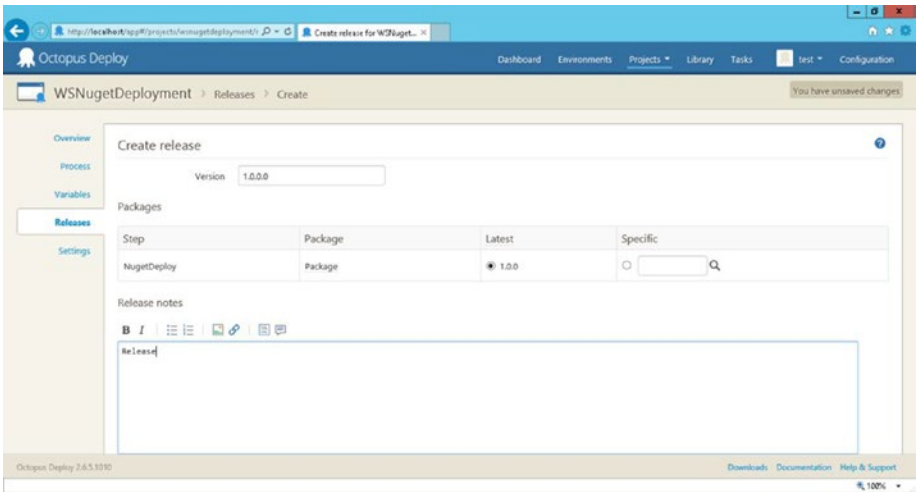 http://localhost/app#/projects/wsnugetdeployment/r
Create release for WSNuget...
Octopus Deploy
Dashboard Environments Projects Library Tasks test Configuration
WSNugetDeployment > Releases > Create
You have unsaved changes
Overview
Process
Variables
Releases
Settings
Create release
Version 1.0.0.0
Packages
Step Package Latest Specific
NugetDeploy Package 1.0.0
Release notes
B I
Release
Octopus Deploy 2.6.5.1010
Downloads Documentation Help & Support
100%